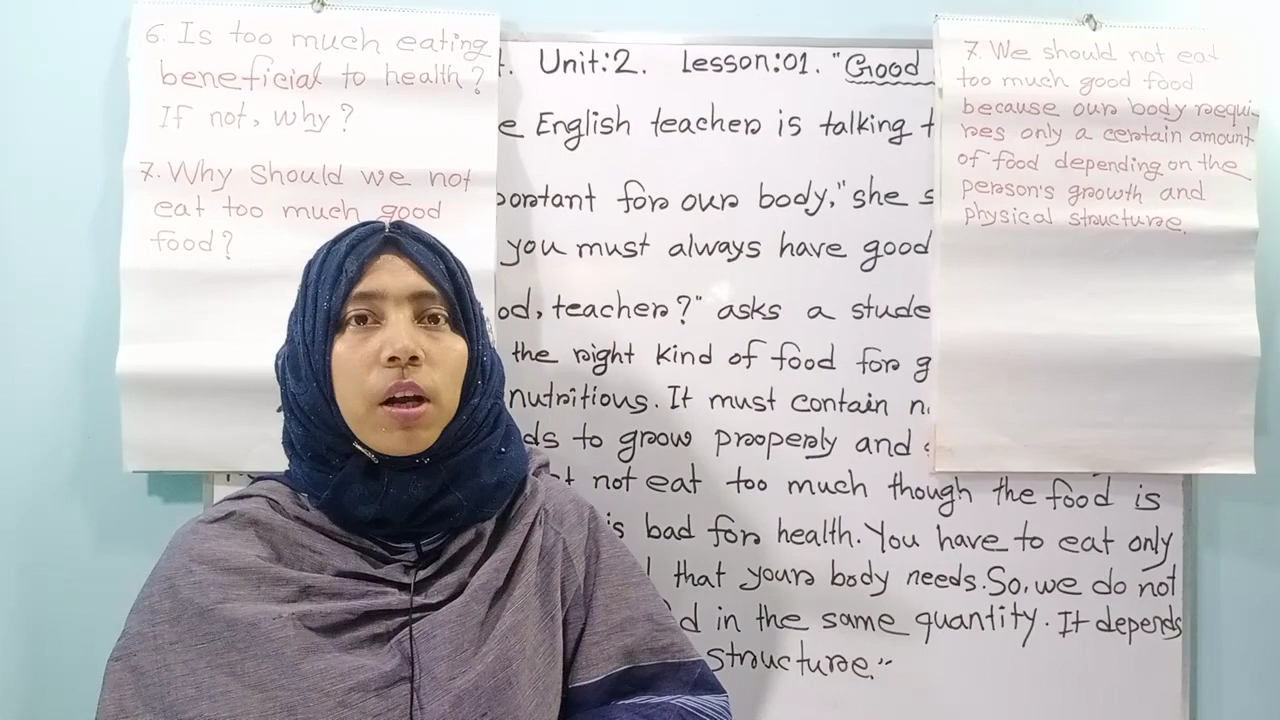 6. Is too much eating
beneficial to health?
If not, why?
7. Why should we not
eat too much good
food?
Unit:2. Lesson:01. "Good
English teacher is talking
for our body," she
you must always have good
teacher?" asks a
the right kind of food for
nutritious. It must contain
to grow properly and
not eat too much though the food is
is bad for health. You have to eat only
that your body needs. So, we do not
in the same quantity. It depends
structure."
7. We should not eat
too much good food
because our body requi-
res only a certain amount
of food depending on the
person's growth and
physical structure.